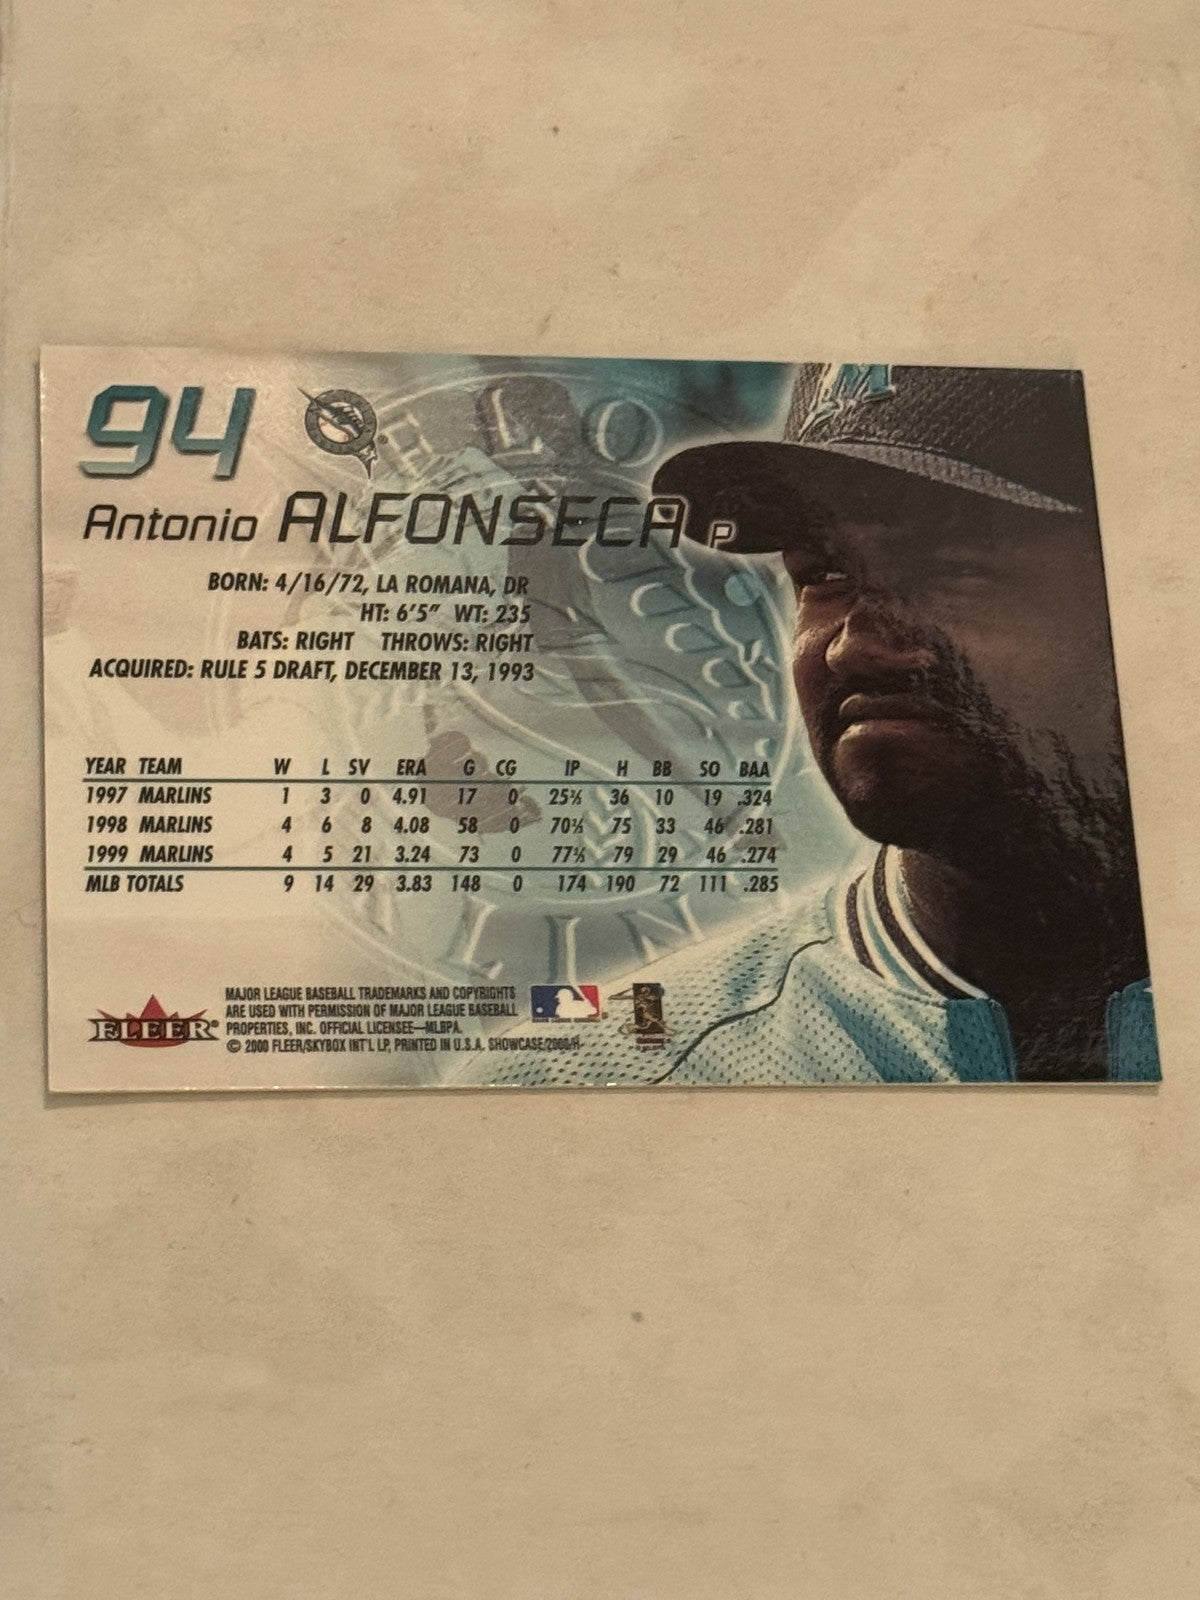 94
M
FLO
Antonio ALFONSECA P
BORN: 4/16/72, LA ROMANA, DR
HT: 6'5" WT: 235
BATS: RIGHT THROWS: RIGHT
ACQUIRED: RULE 5 DRAFT, DECEMBER 13, 1993
YEAR TEAM W L SV ERA G CG IP H BB SO BAA
1997 MARLINS 1 3 0 4.91 17 0 25⅔ 36 10 19 .324
1998 MARLINS 4 6 8 4.08 58 0 70⅔ 75 33 46 .281
1999 MARLINS 4 5 21 3.24 73 0 77⅔ 79 29 46 .274
MLB TOTALS 9 14 29 3.83 148 0 174 190 72 111 .285
LIN
FLEER®
MAJOR LEAGUE BASEBALL TRADEMARKS AND COPYRIGHTS
ARE USED WITH PERMISSION OF MAJOR LEAGUE BASEBALL
PROPERTIES, INC. OFFICIAL LICENSEE—MLBPA.
© 2000 FLEER/SKYBOX INT'L LP, PRINTED IN U.S.A. SHOWCASE/2000/H